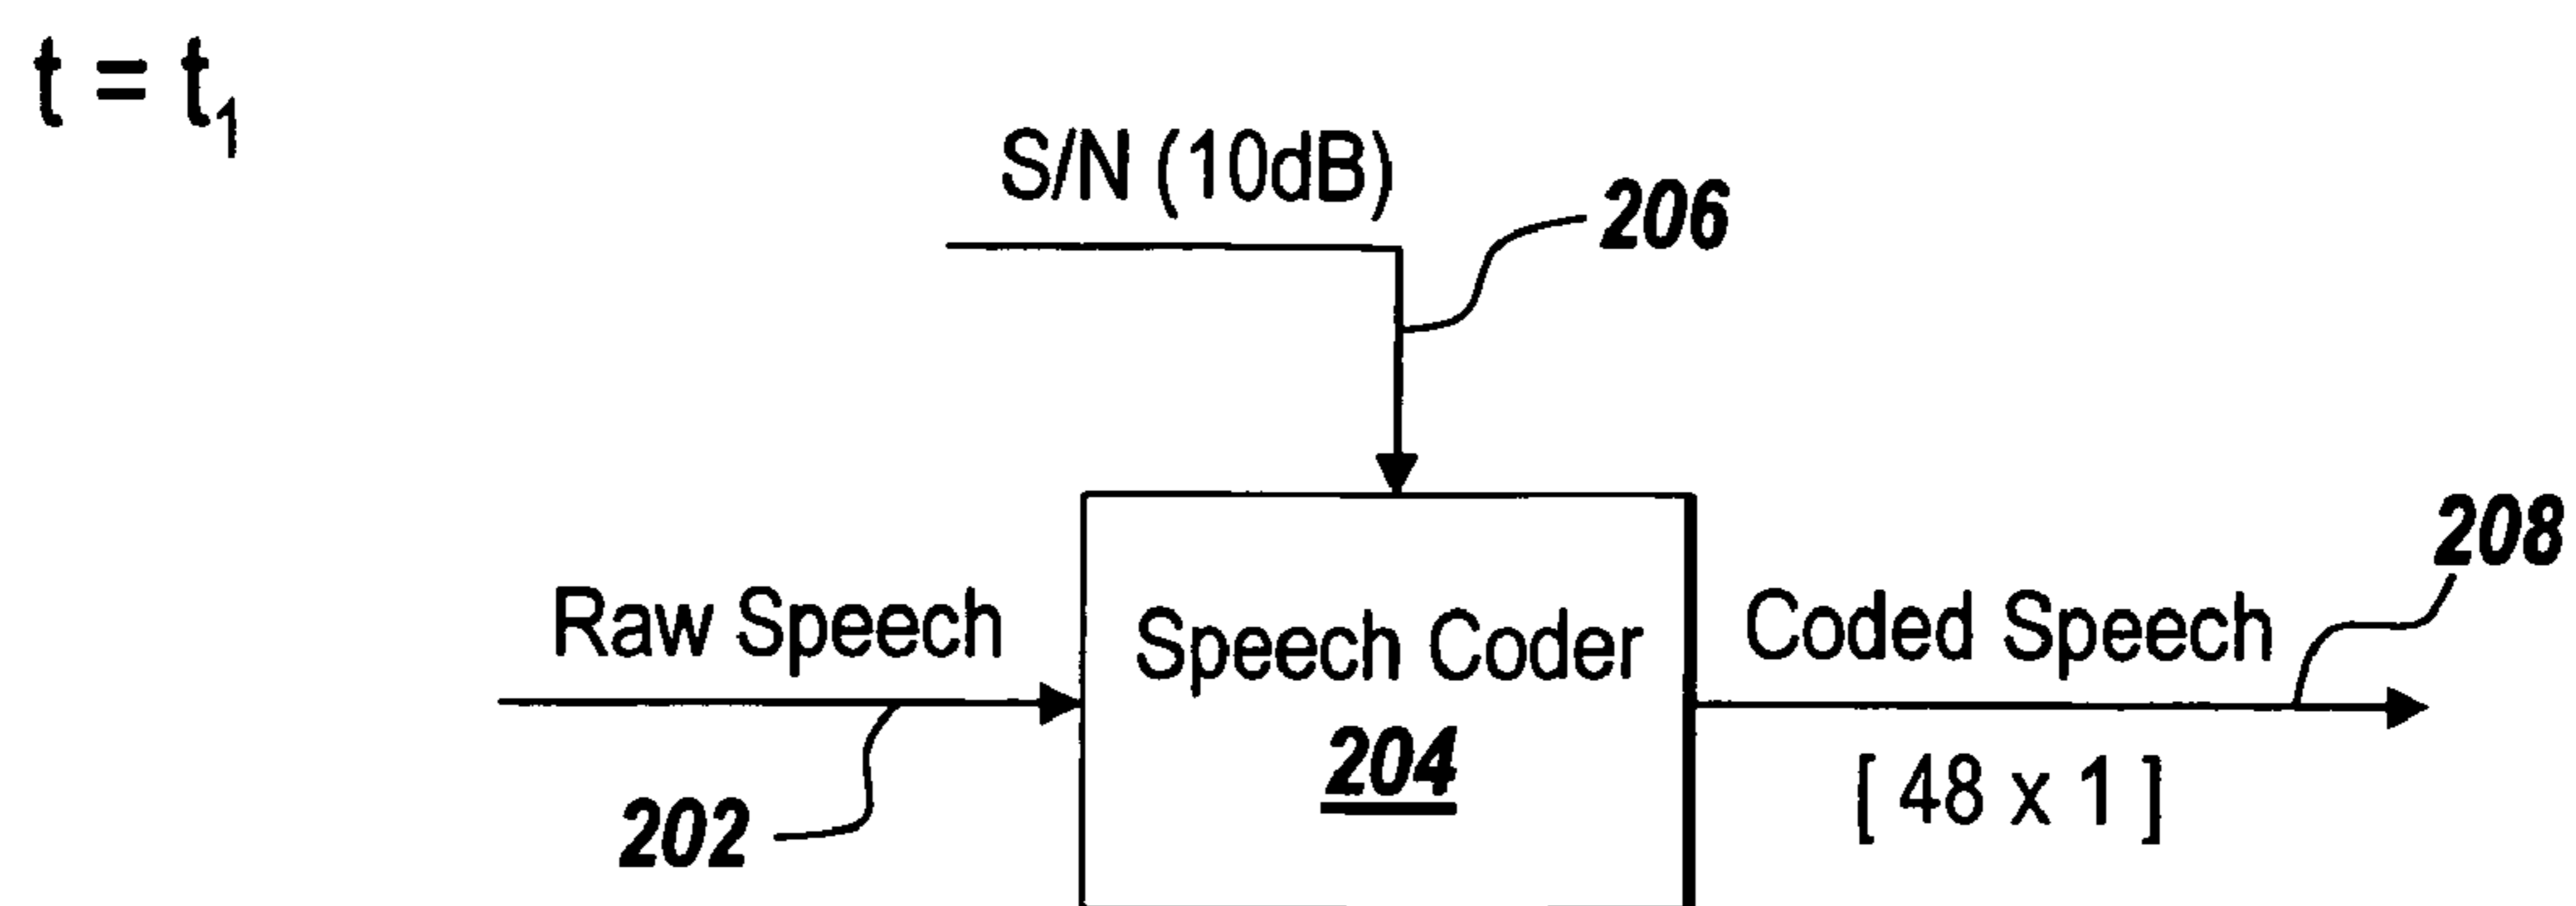 t = t₁
S/N (10dB)
206
208
Raw Speech
Speech Coder
Coded Speech
204
[ 48 x 1 ]
202